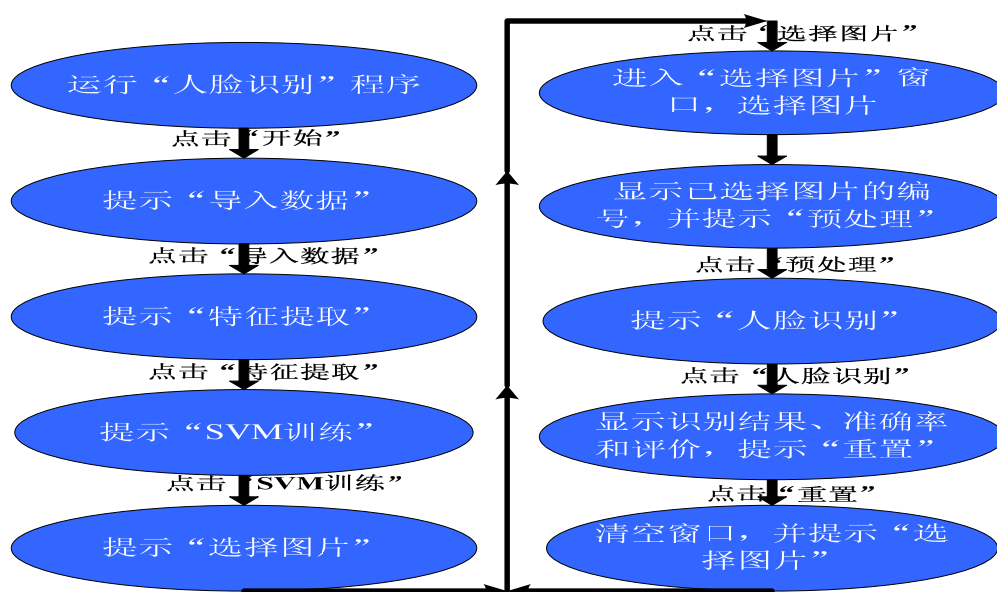 运行“人脸识别”程序
点击“开始”
提示“导入数据”
点击“导入数据”
提示“特征提取”
点击“特征提取”
提示“SVM训练”
点击“SVM训练”
提示“选择图片”
点击“选择图片”
进入“选择图片”窗
口，选择图片
显示已选择图片的编
号，并提示“预处理”
点击“预处理”
提示“人脸识别”
点击“人脸识别”
显示识别结果、准确率
和评价，提示“重置”
点击“重置”
清空窗口，并提示“选
择图片”